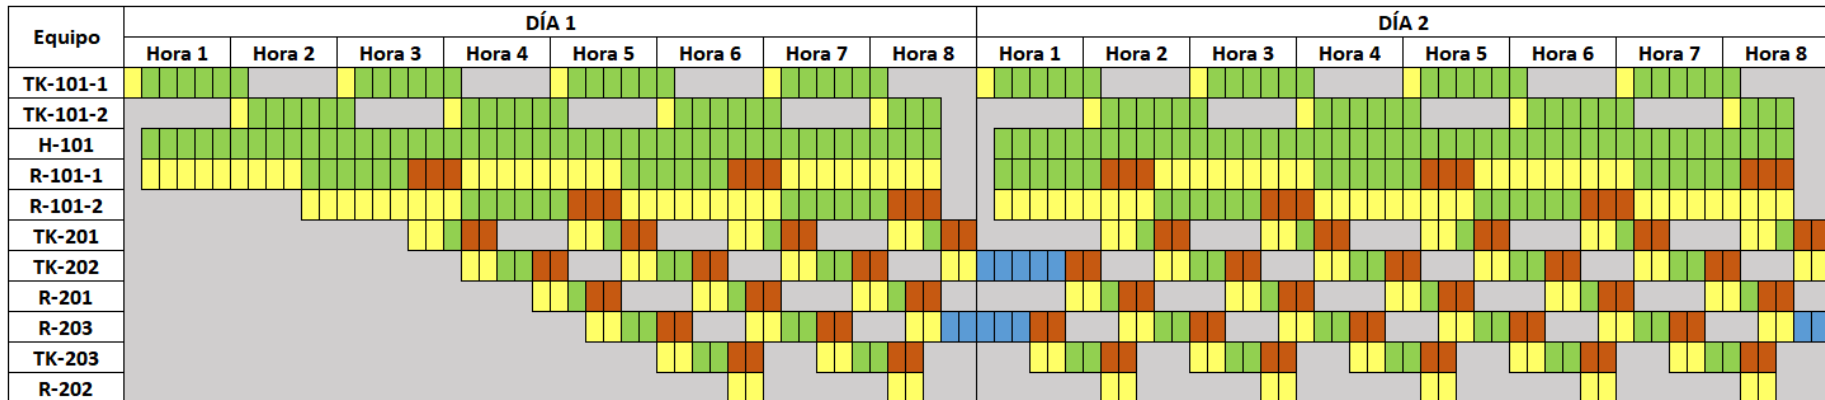 Equipo DÍA 1 DÍA 2
Hora 1 Hora 2 Hora 3 Hora 4 Hora 5 Hora 6 Hora 7 Hora 8 Hora 1 Hora 2 Hora 3 Hora 4 Hora 5 Hora 6 Hora 7 Hora 8
TK-101-1
TK-101-2
H-101
R-101-1
R-101-2
TK-201
TK-202
R-201
R-203
TK-203
R-202